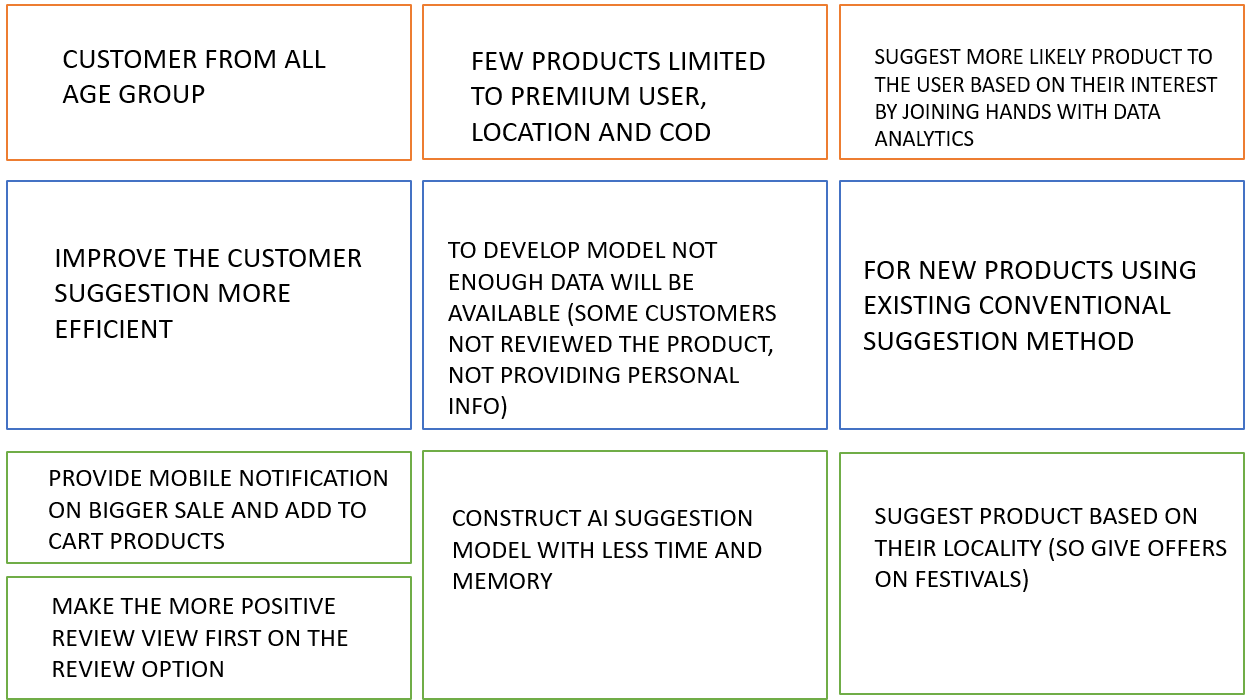 CUSTOMER FROM ALL
AGE GROUP
FEW PRODUCTS LIMITED
TO PREMIUM USER,
LOCATION AND COD
SUGGEST MORE LIKELY PRODUCT TO
THE USER BASED ON THEIR INTEREST
BY JOINING HANDS WITH DATA
ANALYTICS
IMPROVE THE CUSTOMER
SUGGESTION MORE
EFFICIENT
TO DEVELOP MODEL NOT
ENOUGH DATA WILL BE
AVAILABLE (SOME CUSTOMERS
NOT REVIEWED THE PRODUCT,
NOT PROVIDING PERSONAL
INFO)
FOR NEW PRODUCTS USING
EXISTING CONVENTIONAL
SUGGESTION METHOD
PROVIDE MOBILE NOTIFICATION
ON BIGGER SALE AND ADD TO
CART PRODUCTS
MAKE THE MORE POSITIVE
REVIEW VIEW FIRST ON THE
REVIEW OPTION
CONSTRUCT AI SUGGESTION
MODEL WITH LESS TIME AND
MEMORY
SUGGEST PRODUCT BASED ON
THEIR LOCALITY (SO GIVE OFFERS
ON FESTIVALS)